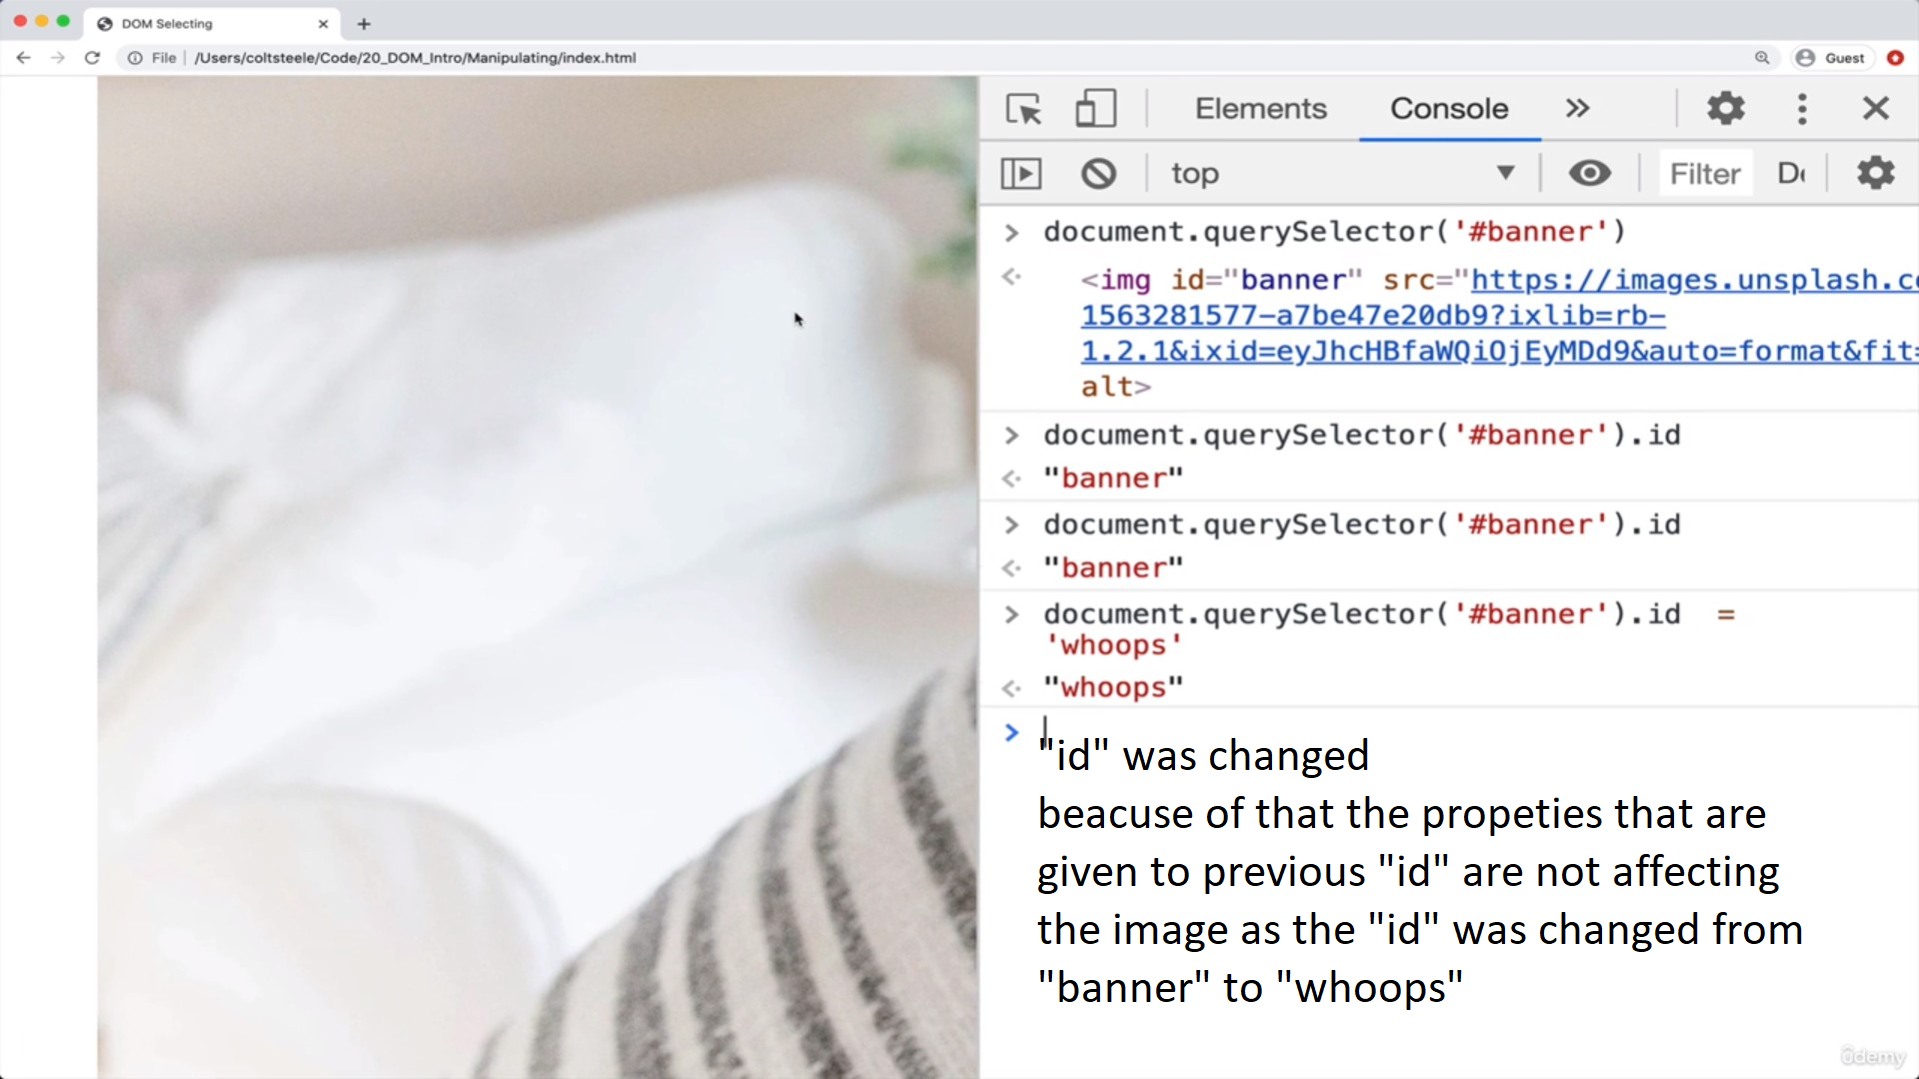 DOM Selecting
File | /Users/coltsteele/Code/20_DOM_Intro/Manipulating/index.html
Guest
Elements Console
top
Filter
document.querySelector('#banner')
<img id="banner" src="https://images.unsplash.c
1563281577-a7be47e20db9?ixlib=rb-
1.2.1&ixid=eyJhcHBfaWQiOjEyMDd9&auto=format&fit=
alt>
document.querySelector('#banner').id
"banner"
document.querySelector('#banner').id
"banner"
document.querySelector('#banner').id =
'whoops'
"whoops"
"id" was changed
beacuse of that the propeties that are
given to previous "id" are not affecting
the image as the "id" was changed from
"banner" to "whoops"
ûdemy